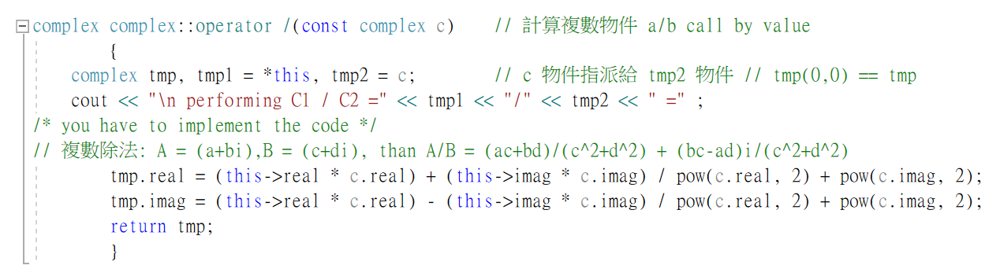 complex complex::operator /(const complex c)    // 計算複數物件 a/b call by value
{
complex tmp, tmp1 = *this, tmp2 = c;    // c 物件指派給 tmp2 物件 // tmp(0,0) == tmp
cout << "\n performing C1 / C2 =" << tmp1 << "/" << tmp2 << " =" ;
/* you have to implement the code */
// 複數除法: A = (a+bi),B = (c+di), than A/B = (ac+bd)/(c^2+d^2) + (bc-ad)i/(c^2+d^2)
tmp.real = (this->real * c.real) + (this->imag * c.imag) / pow(c.real, 2) + pow(c.imag, 2);
tmp.imag = (this->real * c.real) - (this->imag * c.imag) / pow(c.real, 2) + pow(c.imag, 2);
return tmp;
}